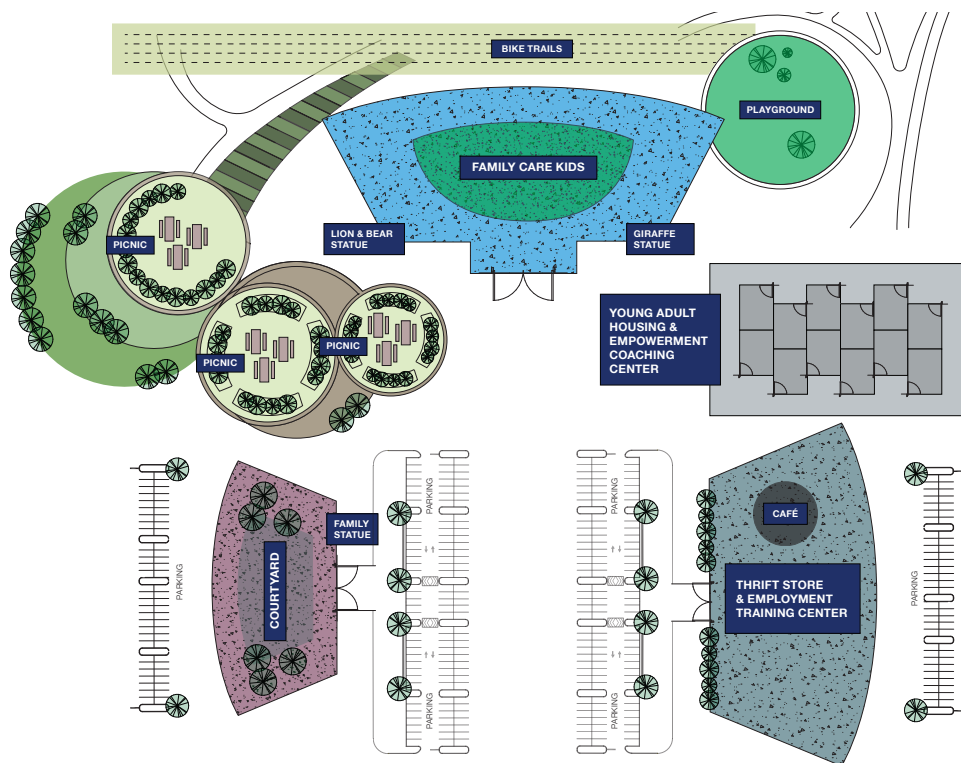 BIKE TRAILS
PLAYGROUND
FAMILY CARE KIDS
LION & BEAR
STATUE
GIRAFFE
STATUE
PICNIC
PICNIC
PICNIC
YOUNG ADULT
HOUSING &
EMPOWERMENT
COACHING
CENTER
PARKING
PARKING
FAMILY
STATUE
CAFÉ
COURTYARD
PARKING
PARKING
THRIFT STORE
& EMPLOYMENT
TRAINING CENTER
PARKING
PARKING